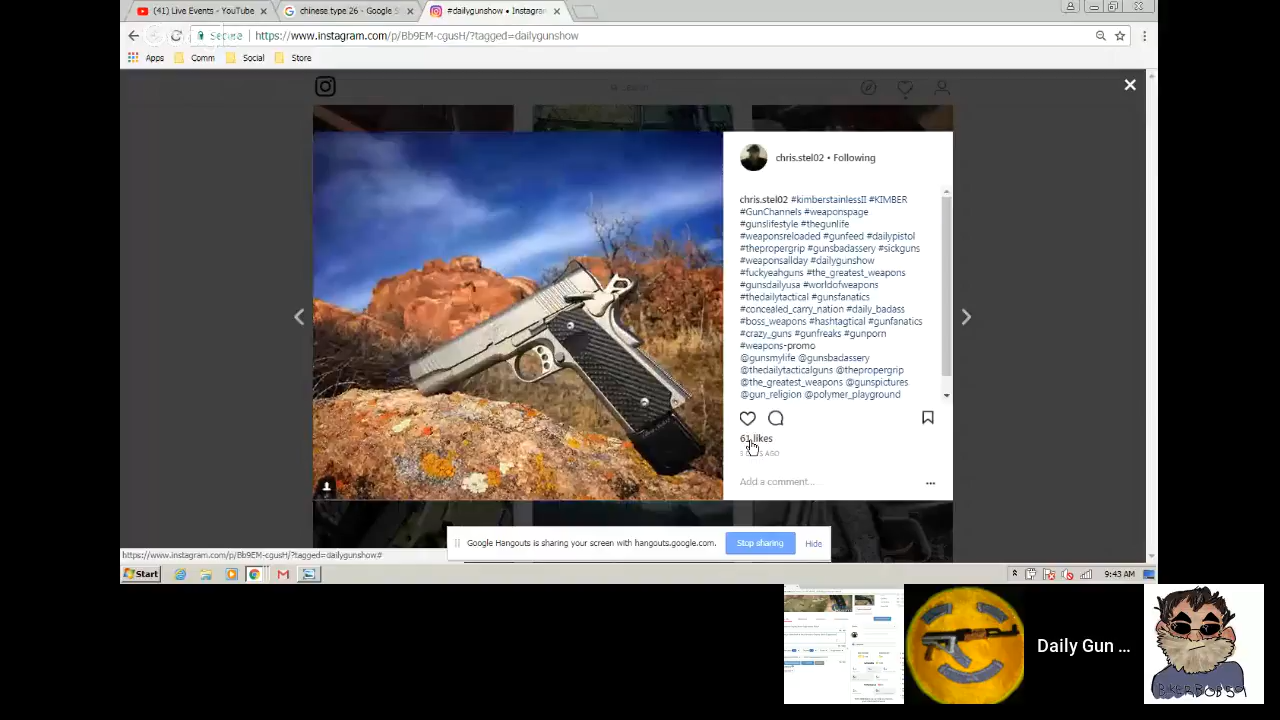 (41) Live Events - YouTube
chinese type 26 - Google S
#dailygunshow • Instagram
Secure
https://www.instagram.com/p/Bb9EM-cgusH/?tagged=dailygunshow
Apps
Comm
Social
Store
chris.stel02 • Following
chris.stel02 #kimberstainlessII #KIMBER
#GunChannels #weaponspage
#gunslifestyle #thegunlife
#weaponsreloaded #gunfeed #dailypistol
#thepropergrip #gunsbadassery #sickguns
#weaponsallday #dailygunshow
#fuckyeahguns #the_greatest_weapons
#gunsdailyusa #worldofweapons
#thedailytactical #gunsfanatics
#concealed_carry_nation #daily_badass
#boss_weapons #hashtagtical #gunfanatics
#crazy_guns #gunfreaks #gunporn
#weapons-promo
@gunsmylife @gunsbadassery
@thedailytacticalguns @thepropergrip
@the_greatest_weapons @gunspictures
@gun_religion @polymer_playground
61 likes
AGO
Add a comment...
Google Hangouts is sharing your screen with hangouts.google.com.
Stop sharing
Hide
https://www.instagram.com/p/Bb9EM-cgusH/?tagged=dailygunshow#
Start
9:43 AM
Daily Gun ...